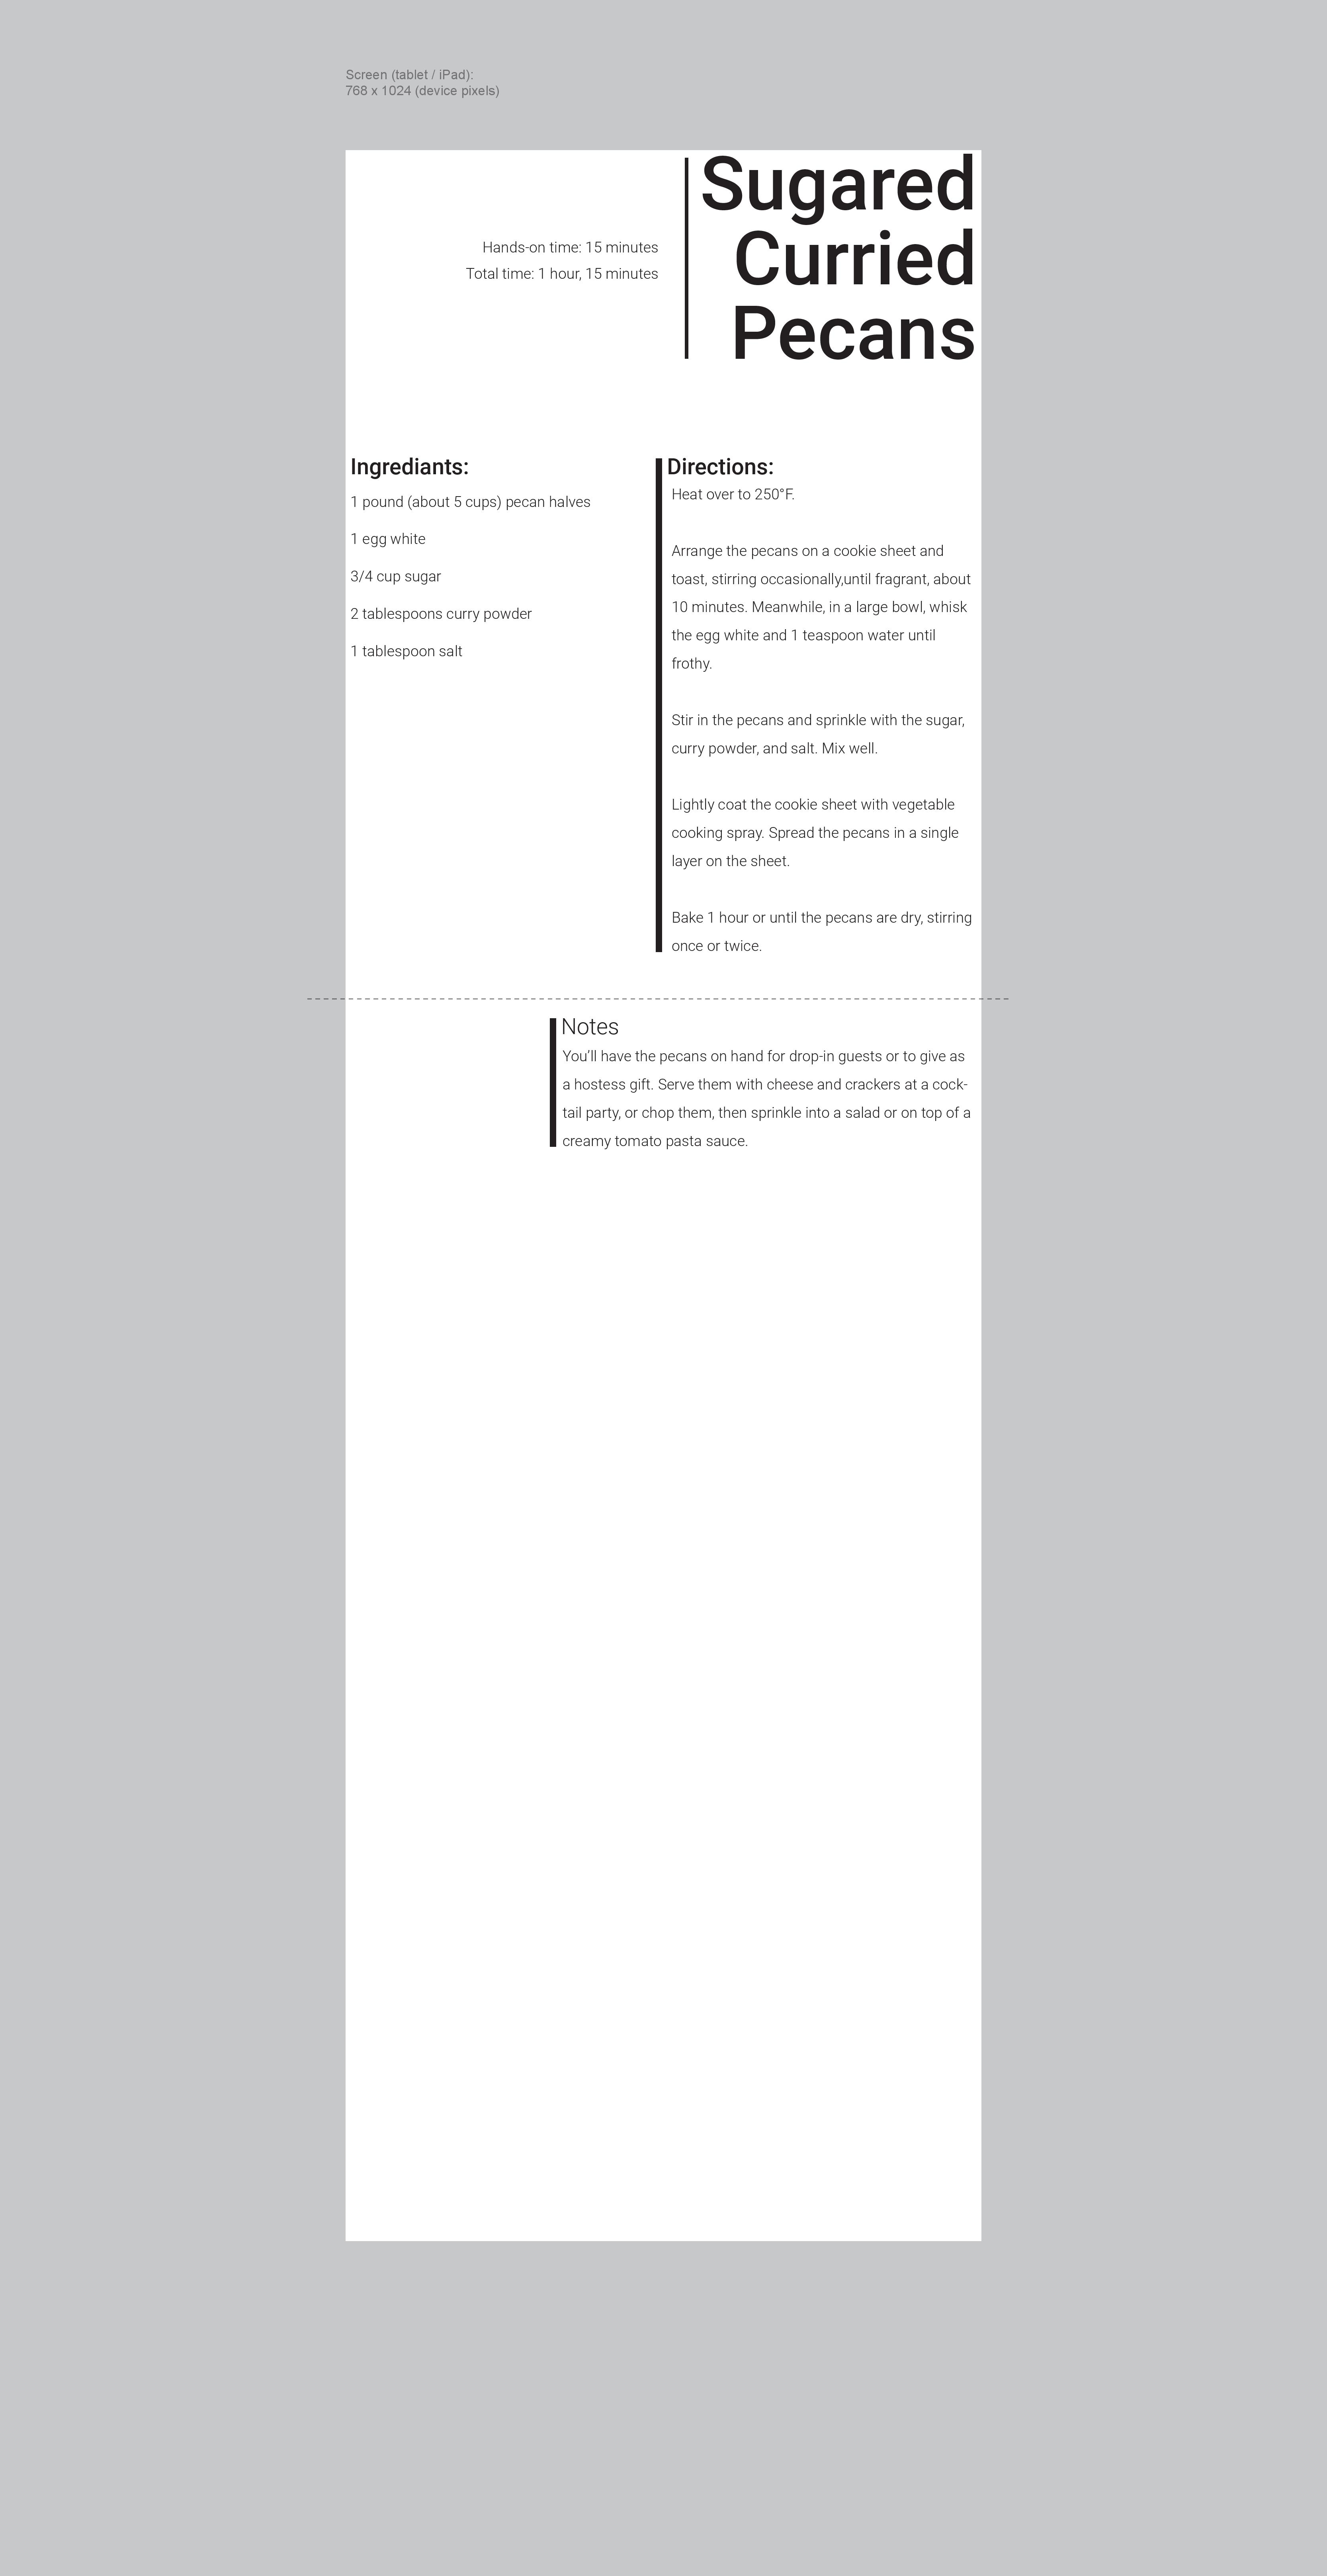 Screen (tablet / iPad):
768 x 1024 (device pixels)
Sugared
Curried
Pecans
Hands-on time: 15 minutes
Total time: 1 hour, 15 minutes
Ingrediants:
1 pound (about 5 cups) pecan halves
1 egg white
3/4 cup sugar
2 tablespoons curry powder
1 tablespoon salt
Directions:
Heat over to 250°F.
Arrange the pecans on a cookie sheet and
toast, stirring occasionally,until fragrant, about
10 minutes. Meanwhile, in a large bowl, whisk
the egg white and 1 teaspoon water until
frothy.
Stir in the pecans and sprinkle with the sugar,
curry powder, and salt. Mix well.
Lightly coat the cookie sheet with vegetable
cooking spray. Spread the pecans in a single
layer on the sheet.
Bake 1 hour or until the pecans are dry, stirring
once or twice.
Notes
You’ll have the pecans on hand for drop-in guests or to give as
a hostess gift. Serve them with cheese and crackers at a cock-
tail party, or chop them, then sprinkle into a salad or on top of a
creamy tomato pasta sauce.